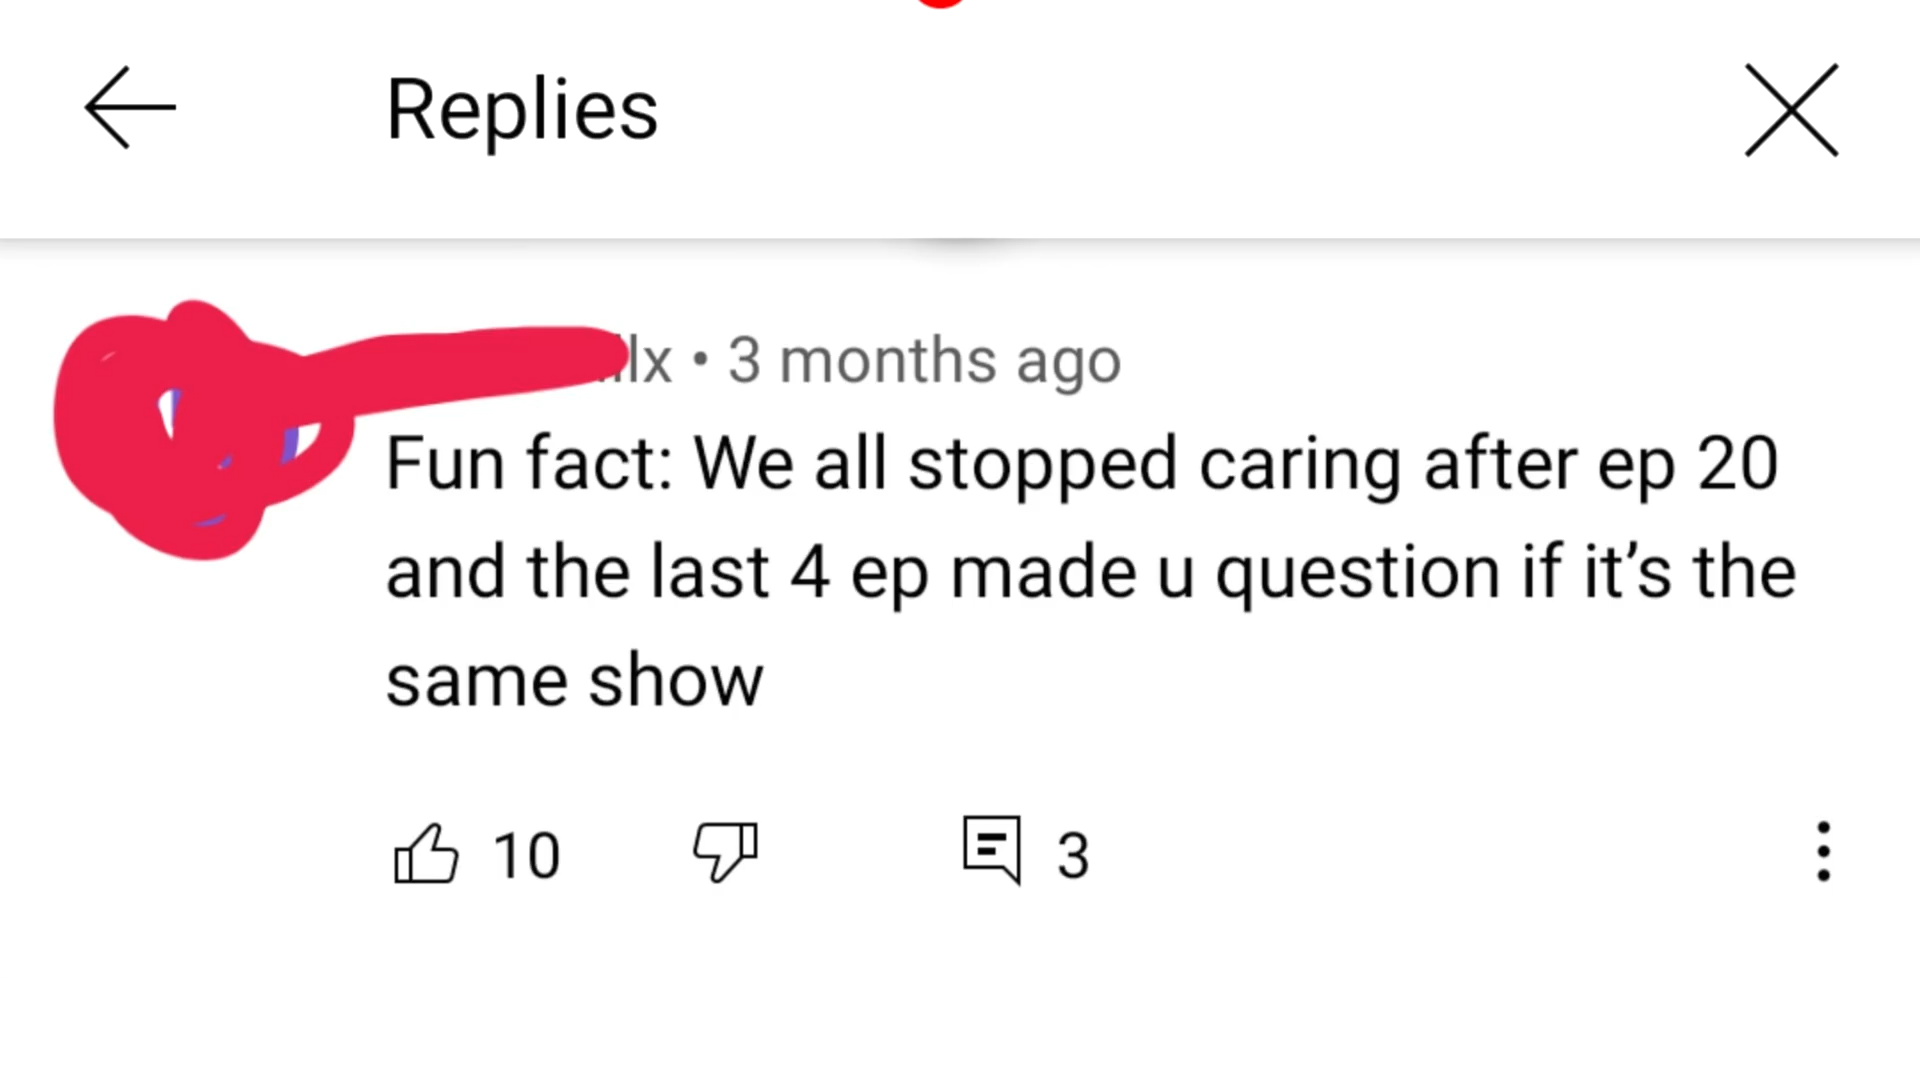 Replies
• 3 months ago
Fun fact: We all stopped caring after ep 20
and the last 4 ep made u question if it’s the
same show
10
3